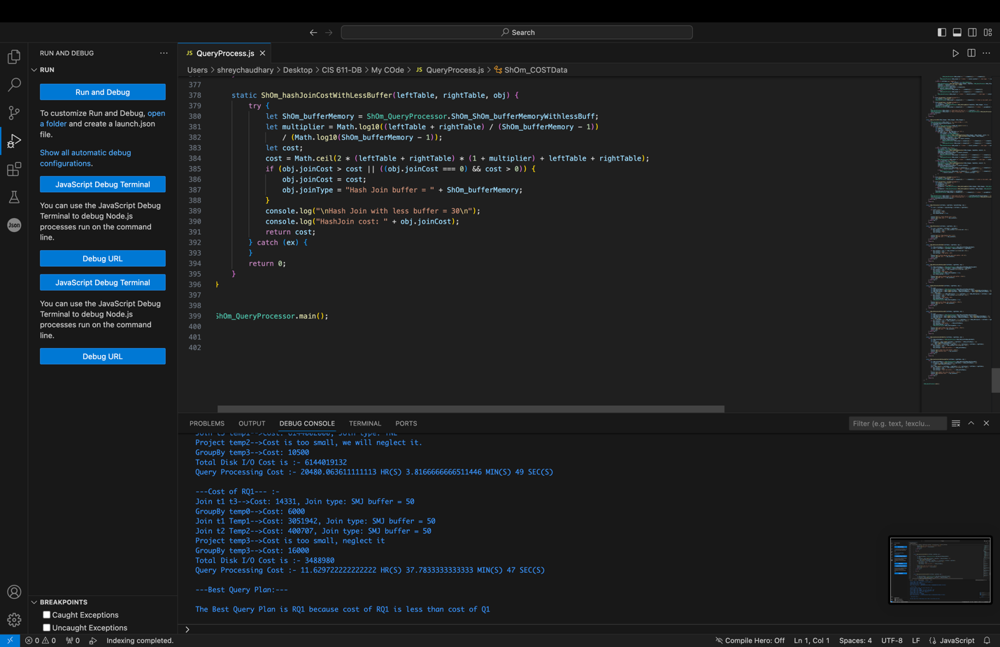 Search
RUN AND DEBUG
RUN
Run and Debug
To customize Run and Debug, open
a folder and create a launch.json
file.
Show all automatic debug
configurations.
JavaScript Debug Terminal
You can use the JavaScript Debug
Terminal to debug Node.js
processes run on the command
line.
Debug URL
JavaScript Debug Terminal
You can use the JavaScript Debug
Terminal to debug Node.js
processes run on the command
line.
Debug URL
Json
BREAKPOINTS
Caught Exceptions
Uncaught Exceptions
JS QueryProcess.js
Users > shreychaudhary > Desktop > CIS 611-DB > My COde > JS QueryProcess.js > ShOm_COSTData
377
378 static ShOm_hashJoinCostWithLessBuffer(leftTable, rightTable, obj) {
379 try {
380 let ShOm_bufferMemory = ShOm_QueryProcessor.ShOm_ShOm_bufferMemoryWithlessBuff;
381 let multiplier = Math.log10((leftTable + rightTable) / (ShOm_bufferMemory - 1))
382 / (Math.log10(ShOm_bufferMemory - 1));
383 let cost;
384 cost = Math.ceil(2 * (leftTable + rightTable) * (1 + multiplier) + leftTable + rightTable);
385 if (obj.joinCost > cost || ((obj.joinCost === 0) && cost > 0)) {
386 obj.joinCost = cost;
387 obj.joinType = "Hash Join buffer = " + ShOm_bufferMemory;
388 }
389 console.log("\nHash Join with less buffer = 30\n");
390 console.log("HashJoin cost: " + obj.joinCost);
391 return cost;
392 } catch (ex) {
393 }
394 return 0;
395 }
396 }
397
398
399 ShOm_QueryProcessor.main();
400
401
402
PROBLEMS OUTPUT DEBUG CONSOLE TERMINAL PORTS Filter (e.g. text, !exclu...
Join t3 temp1-->Cost: 6144002000, Join type: TNL
Project temp2-->Cost is too small, we will neglect it.
GroupBy temp3-->Cost: 10500
Total Disk I/O Cost is :- 6144019132
Query Processing Cost :- 20480.063611111113 HR(S) 3.8166666666511446 MIN(S) 49 SEC(S)
---Cost of RQ1--- :-
Join t1 t3-->Cost: 14331, Join type: SMJ buffer = 50
GroupBy temp0-->Cost: 6000
Join t1 Temp1-->Cost: 3051942, Join type: SMJ buffer = 50
Join t2 Temp2-->Cost: 400707, Join type: SMJ buffer = 50
Project temp3-->Cost is too small, neglect it
GroupBy temp3-->Cost: 16000
Total Disk I/O Cost is :- 3488980
Query Processing Cost :- 11.629722222222222 HR(S) 37.7833333333333 MIN(S) 47 SEC(S)
---Best Query Plan:---
The Best Query Plan is RQ1 because cost of RQ1 is less than cost of Q1
0 0 0 Indexing completed. Compile Hero: Off Ln 1, Col 1 Spaces: 4 UTF-8 LF JavaScript